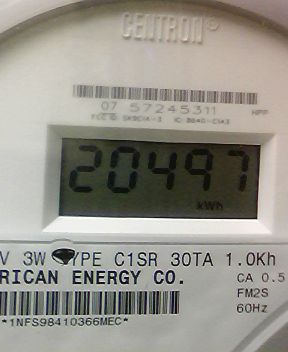 CENTRON®
07 57245311 HPP
20497
kWh
V 3W TYPE C1SR 30TA 1.0Kh
RICAN ENERGY CO. CA 0.5
FM2S
60Hz
*1NFS98410366MEC*